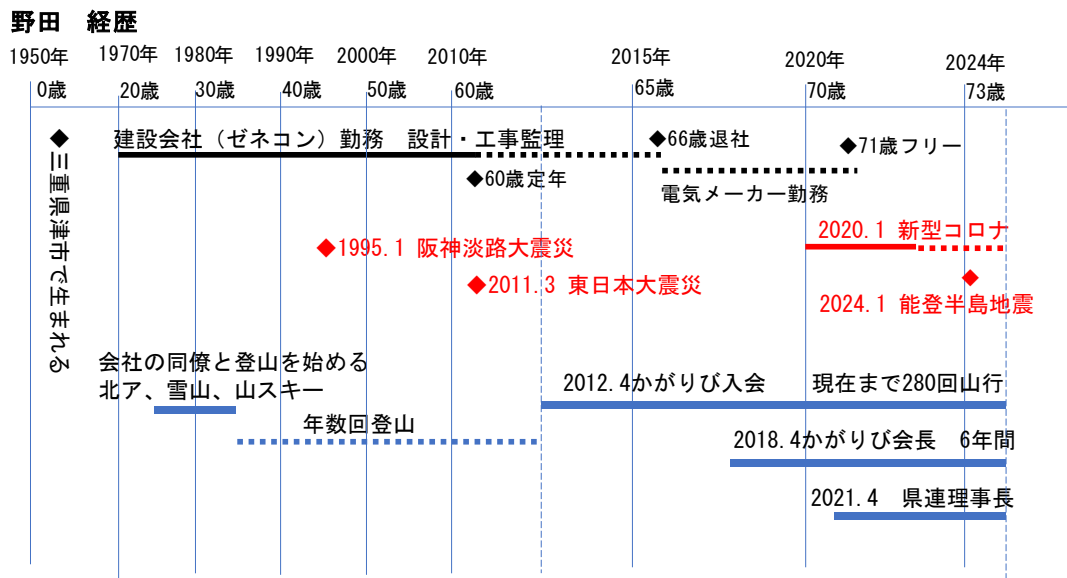 野田　経歴
1950年 1970年 1980年 1990年 2000年 2010年 2015年 2020年 2024年
0歳 20歳 30歳 40歳 50歳 60歳 65歳 70歳 73歳
◆三重県津市で生まれる
建設会社（ゼネコン）勤務　設計・工事監理
◆66歳退社
◆71歳フリー
◆60歳定年
電気メーカー勤務
2020.1 新型コロナ
◆1995.1 阪神淡路大震災
◆2011.3 東日本大震災
2024.1 能登半島地震
会社の同僚と登山を始める
北ア、雪山、山スキー
2012.4かがりび入会　現在まで280回山行
年数回登山
2018.4かがりび会長　6年間
2021.4　県連理事長